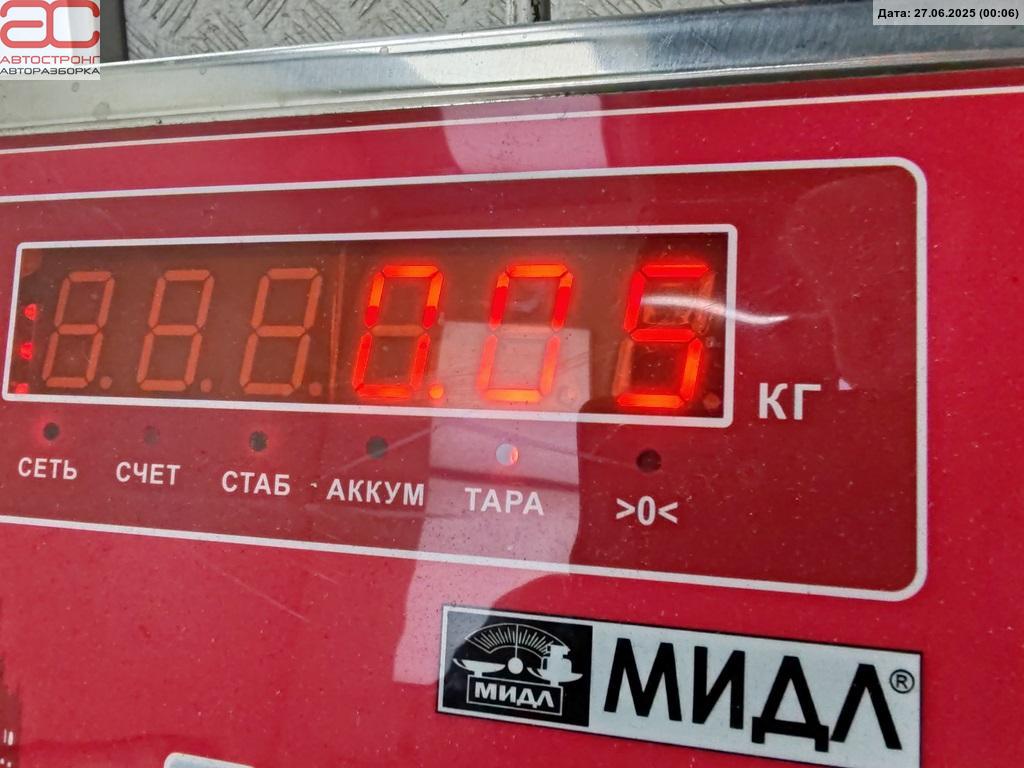 АС
АВТОСТРОНГ
АВТОРАЗБОРКА
Дата: 27.06.2025 (00:06)
0.05
КГ
СЕТЬ СЧЕТ СТАБ АККУМ ТАРА >0<
МИДЛ МИДЛ®